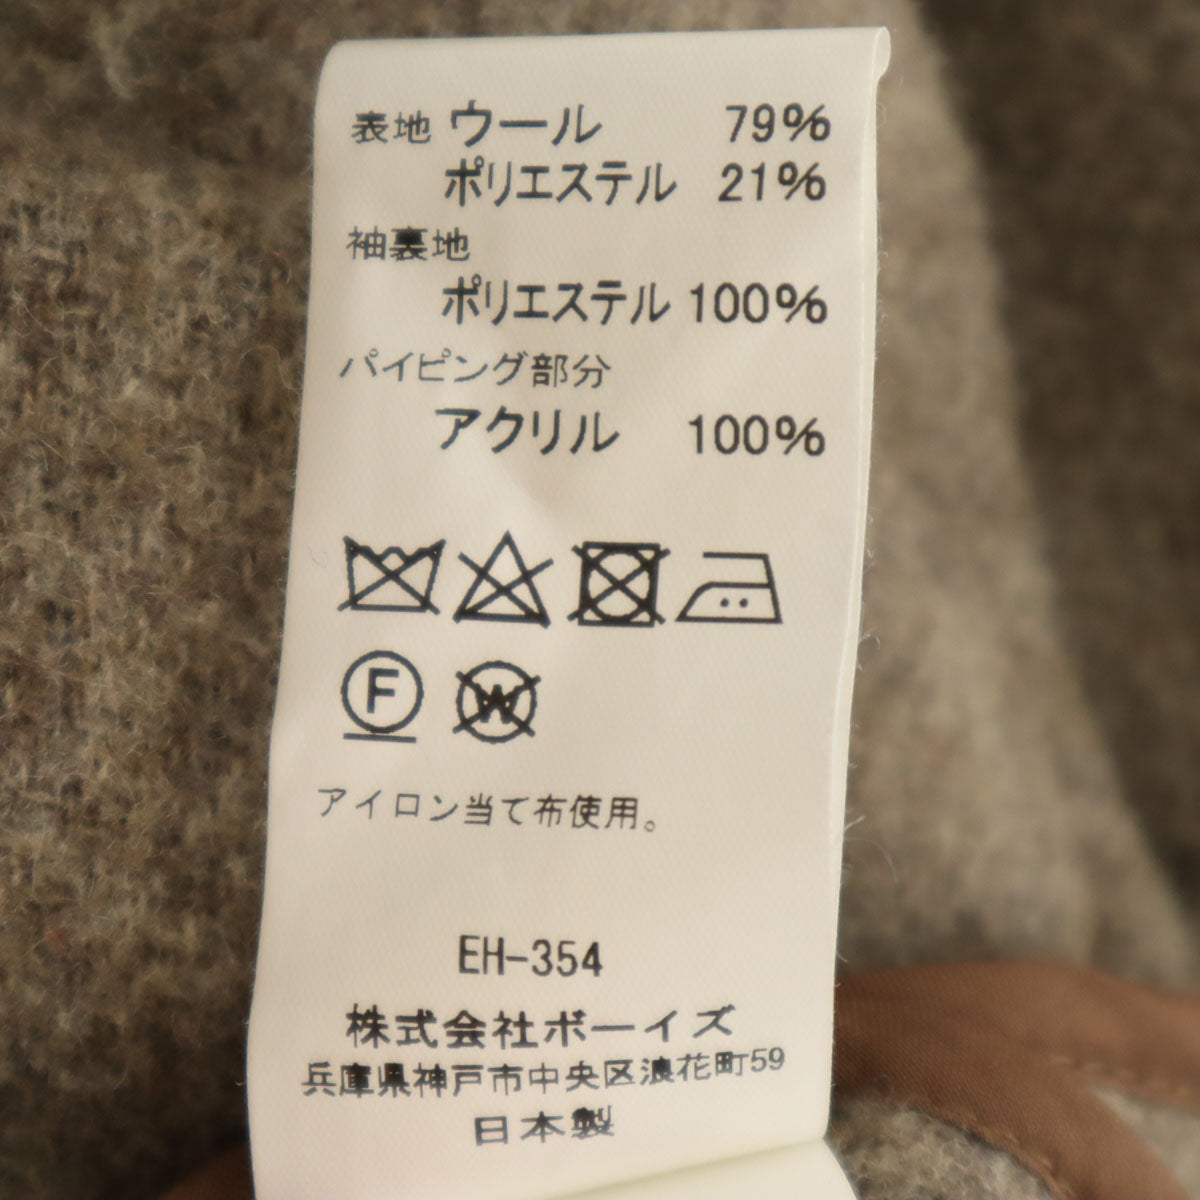 表地 ウール 79%
ポリエステル 21%
袖裏地
ポリエステル 100%
パイピング部分
アクリル 100%
F W
アイロン当て布使用。
EH-354
株式会社ボーイズ
兵庫県神戸市中央区浪花町59
日本製